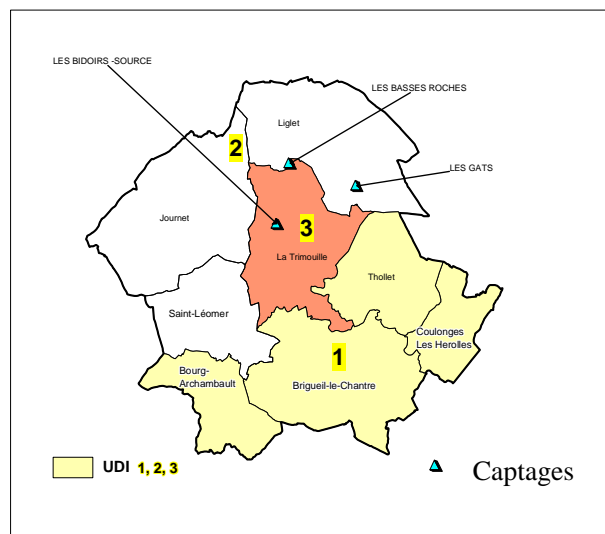 LES BIDOIRS -SOURCE
LES BASSES ROCHES
Liglet
2
LES GATS
Journet
3
La Trimouille
Thollet
Saint-Léomer
Coulonges
Les Herolles
1
Bourg-
Archambault
Brigueil-le-Chantre
UDI 1, 2, 3
Captages